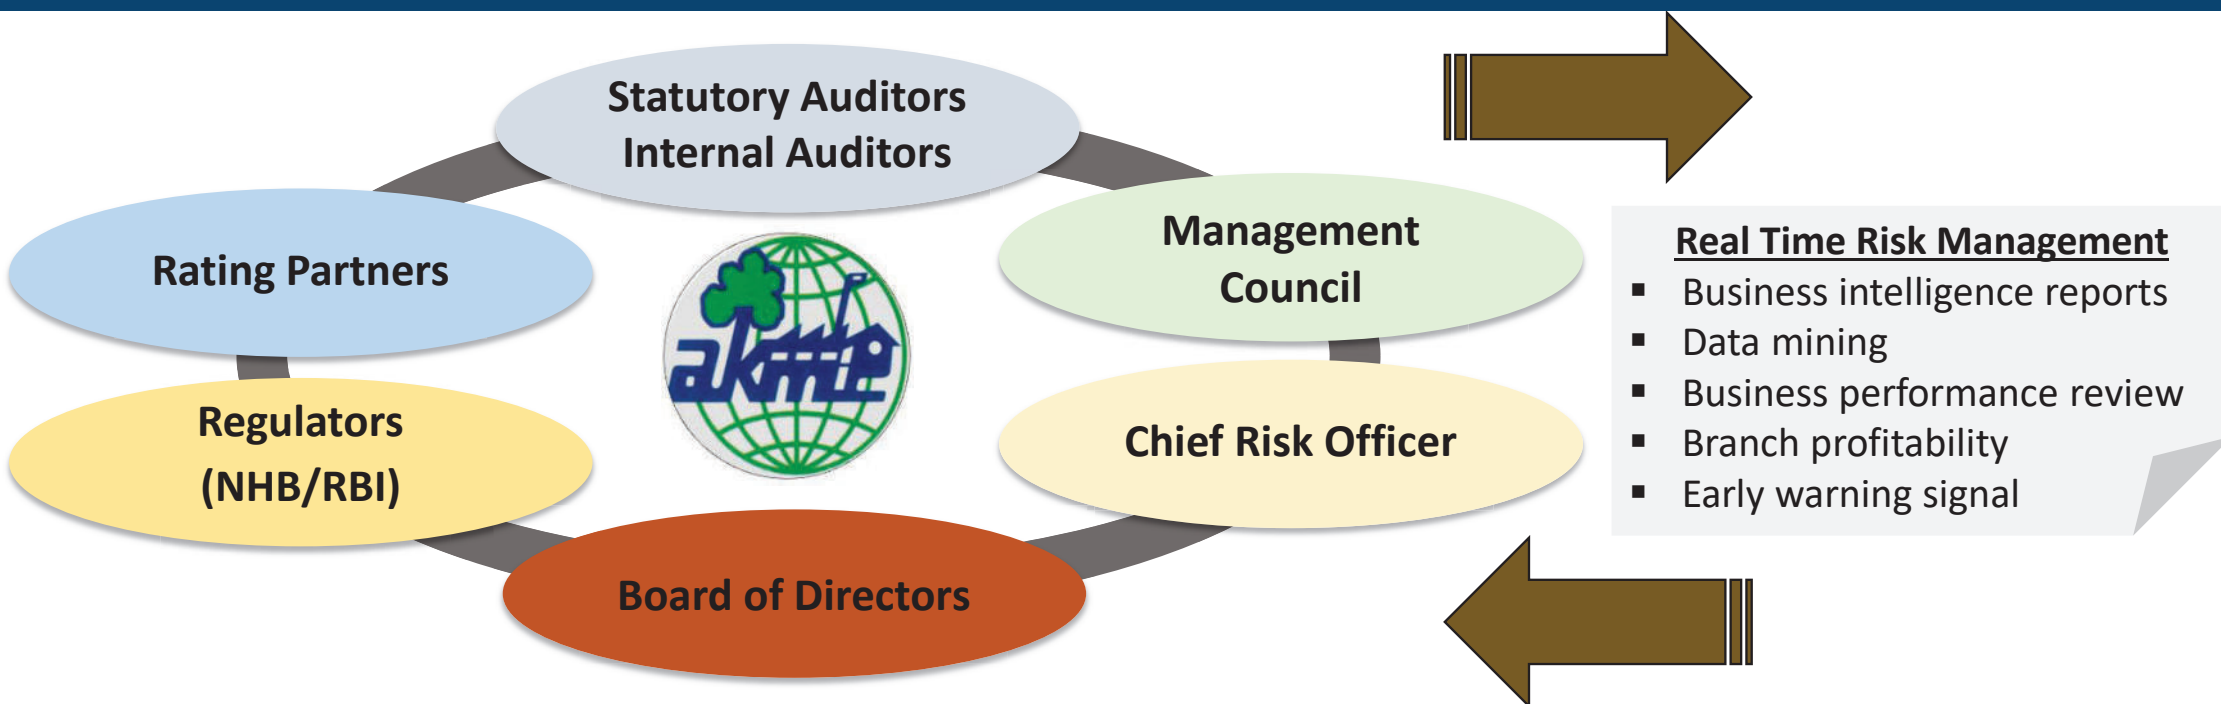 Statutory Auditors
Internal Auditors
Rating Partners
Management
Council
akme
Regulators
(NHB/RBI)
Chief Risk Officer
Board of Directors
Real Time Risk Management
▪ Business intelligence reports
▪ Data mining
▪ Business performance review
▪ Branch profitability
▪ Early warning signal